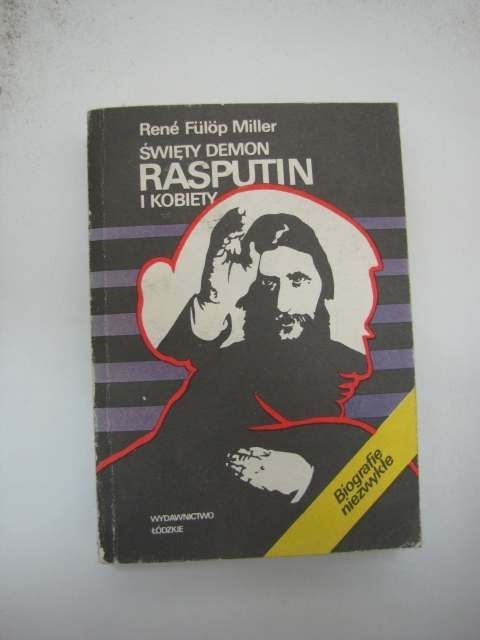 René Fülöp Miller
ŚWIĘTY DEMON
RASPUTIN
I KOBIETY
Biografie
niezwykłe
WYDAWNICTWO
ŁÓDZKIE